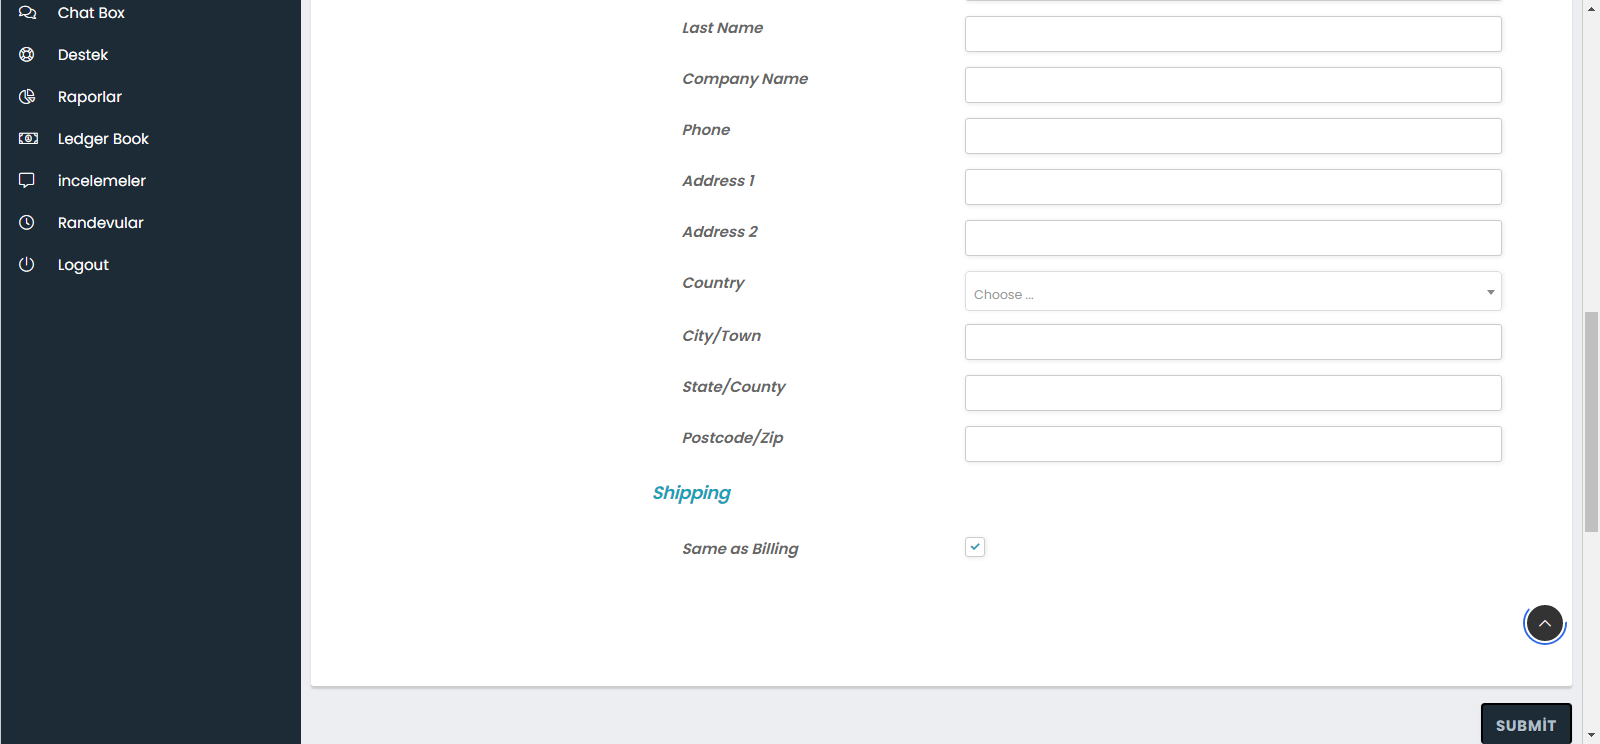 Chat Box
Destek
Raporlar
Ledger Book
incelemeler
Randevular
Logout
Last Name
Company Name
Phone
Address 1
Address 2
Country
Choose ...
City/Town
State/County
Postcode/Zip
Shipping
Same as Billing
SUBMİT